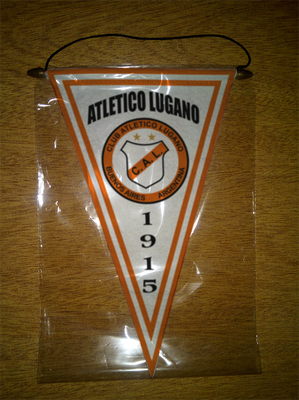 ATLETICO LUGANO
CLUB ATLETICO LUGANO
C.A.L.
BUENOS AIRES ARGENTINA
1915